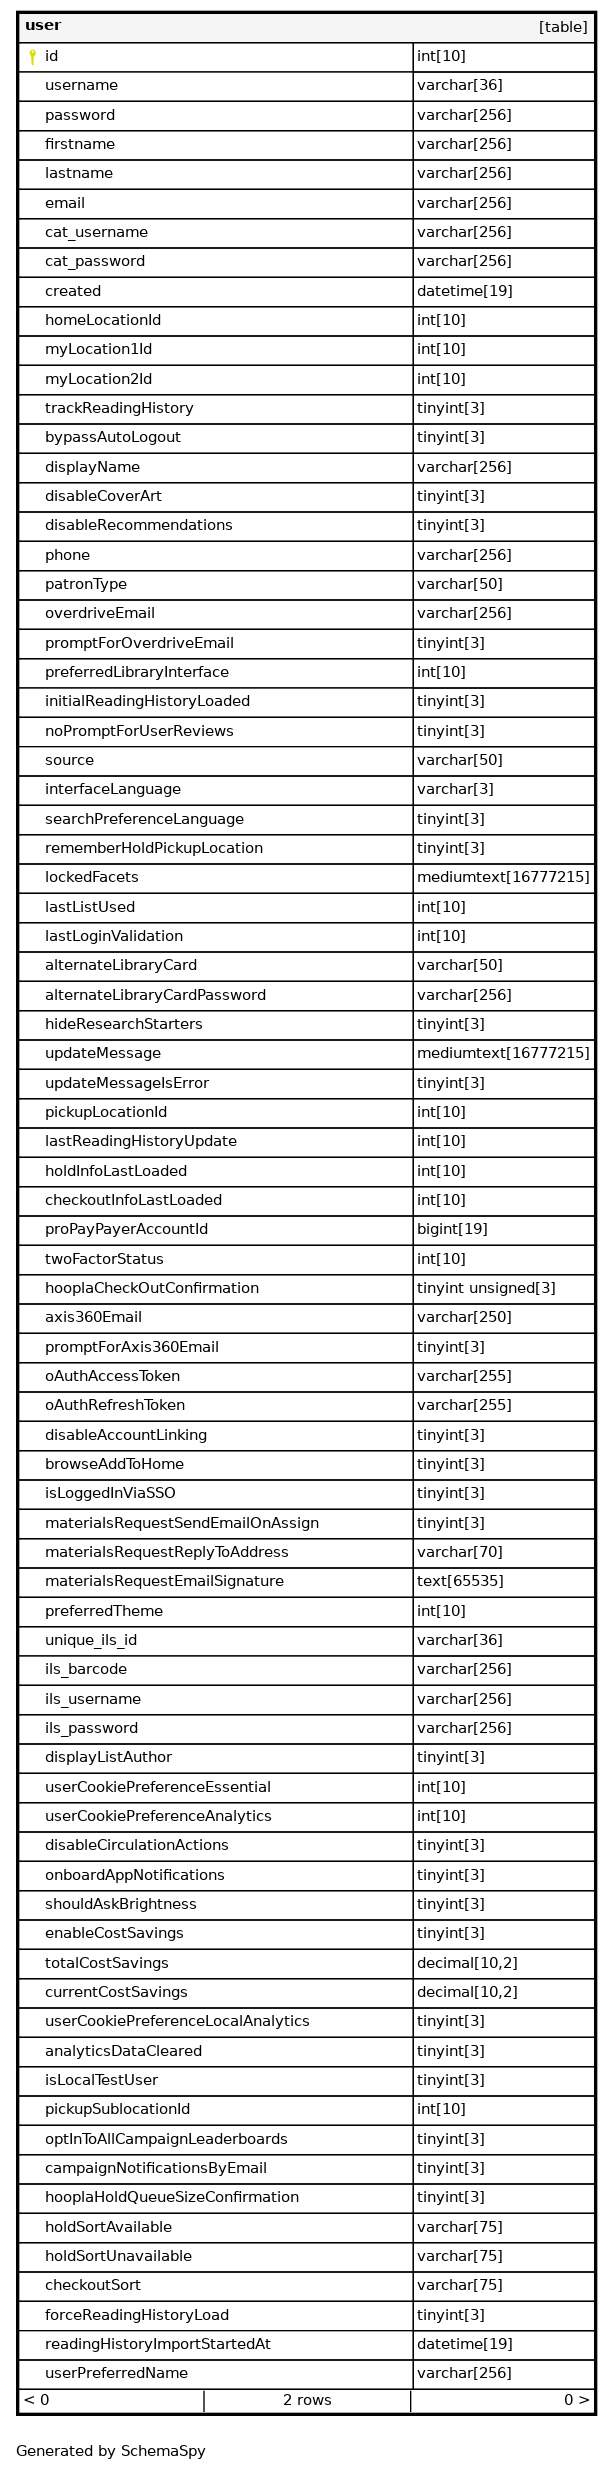 user [table]
id int[10]
username varchar[36]
password varchar[256]
firstname varchar[256]
lastname varchar[256]
email varchar[256]
cat_username varchar[256]
cat_password varchar[256]
created datetime[19]
homeLocationId int[10]
myLocation1Id int[10]
myLocation2Id int[10]
trackReadingHistory tinyint[3]
bypassAutoLogout tinyint[3]
displayName varchar[256]
disableCoverArt tinyint[3]
disableRecommendations tinyint[3]
phone varchar[256]
patronType varchar[50]
overdriveEmail varchar[256]
promptForOverdriveEmail tinyint[3]
preferredLibraryInterface int[10]
initialReadingHistoryLoaded tinyint[3]
noPromptForUserReviews tinyint[3]
source varchar[50]
interfaceLanguage varchar[3]
searchPreferenceLanguage tinyint[3]
rememberHoldPickupLocation tinyint[3]
lockedFacets mediumtext[16777215]
lastListUsed int[10]
lastLoginValidation int[10]
alternateLibraryCard varchar[50]
alternateLibraryCardPassword varchar[256]
hideResearchStarters tinyint[3]
updateMessage mediumtext[16777215]
updateMessageIsError tinyint[3]
pickupLocationId int[10]
lastReadingHistoryUpdate int[10]
holdInfoLastLoaded int[10]
checkoutInfoLastLoaded int[10]
proPayPayerAccountId bigint[19]
twoFactorStatus int[10]
hooplaCheckOutConfirmation tinyint unsigned[3]
axis360Email varchar[250]
promptForAxis360Email tinyint[3]
oAuthAccessToken varchar[255]
oAuthRefreshToken varchar[255]
disableAccountLinking tinyint[3]
browseAddToHome tinyint[3]
isLoggedInViaSSO tinyint[3]
materialsRequestSendEmailOnAssign tinyint[3]
materialsRequestReplyToAddress varchar[70]
materialsRequestEmailSignature text[65535]
preferredTheme int[10]
unique_ils_id varchar[36]
ils_barcode varchar[256]
ils_username varchar[256]
ils_password varchar[256]
displayListAuthor tinyint[3]
userCookiePreferenceEssential int[10]
userCookiePreferenceAnalytics int[10]
disableCirculationActions tinyint[3]
onboardAppNotifications tinyint[3]
shouldAskBrightness tinyint[3]
enableCostSavings tinyint[3]
totalCostSavings decimal[10,2]
currentCostSavings decimal[10,2]
userCookiePreferenceLocalAnalytics tinyint[3]
analyticsDataCleared tinyint[3]
isLocalTestUser tinyint[3]
pickupSublocationId int[10]
optInToAllCampaignLeaderboards tinyint[3]
campaignNotificationsByEmail tinyint[3]
hooplaHoldQueueSizeConfirmation tinyint[3]
holdSortAvailable varchar[75]
holdSortUnavailable varchar[75]
checkoutSort varchar[75]
forceReadingHistoryLoad tinyint[3]
readingHistoryImportStartedAt datetime[19]
userPreferredName varchar[256]
< 0 2 rows 0 >
Generated by SchemaSpy